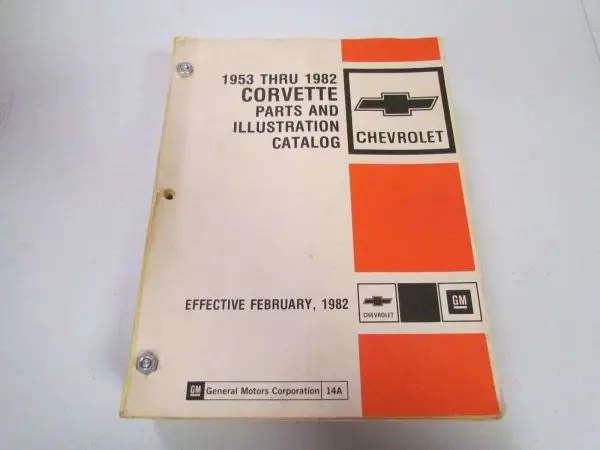 1953 THRU 1982
CORVETTE
PARTS AND
ILLUSTRATION
CATALOG
CHEVROLET
EFFECTIVE FEBRUARY, 1982
CHEVROLET
GM
GM General Motors Corporation 14A